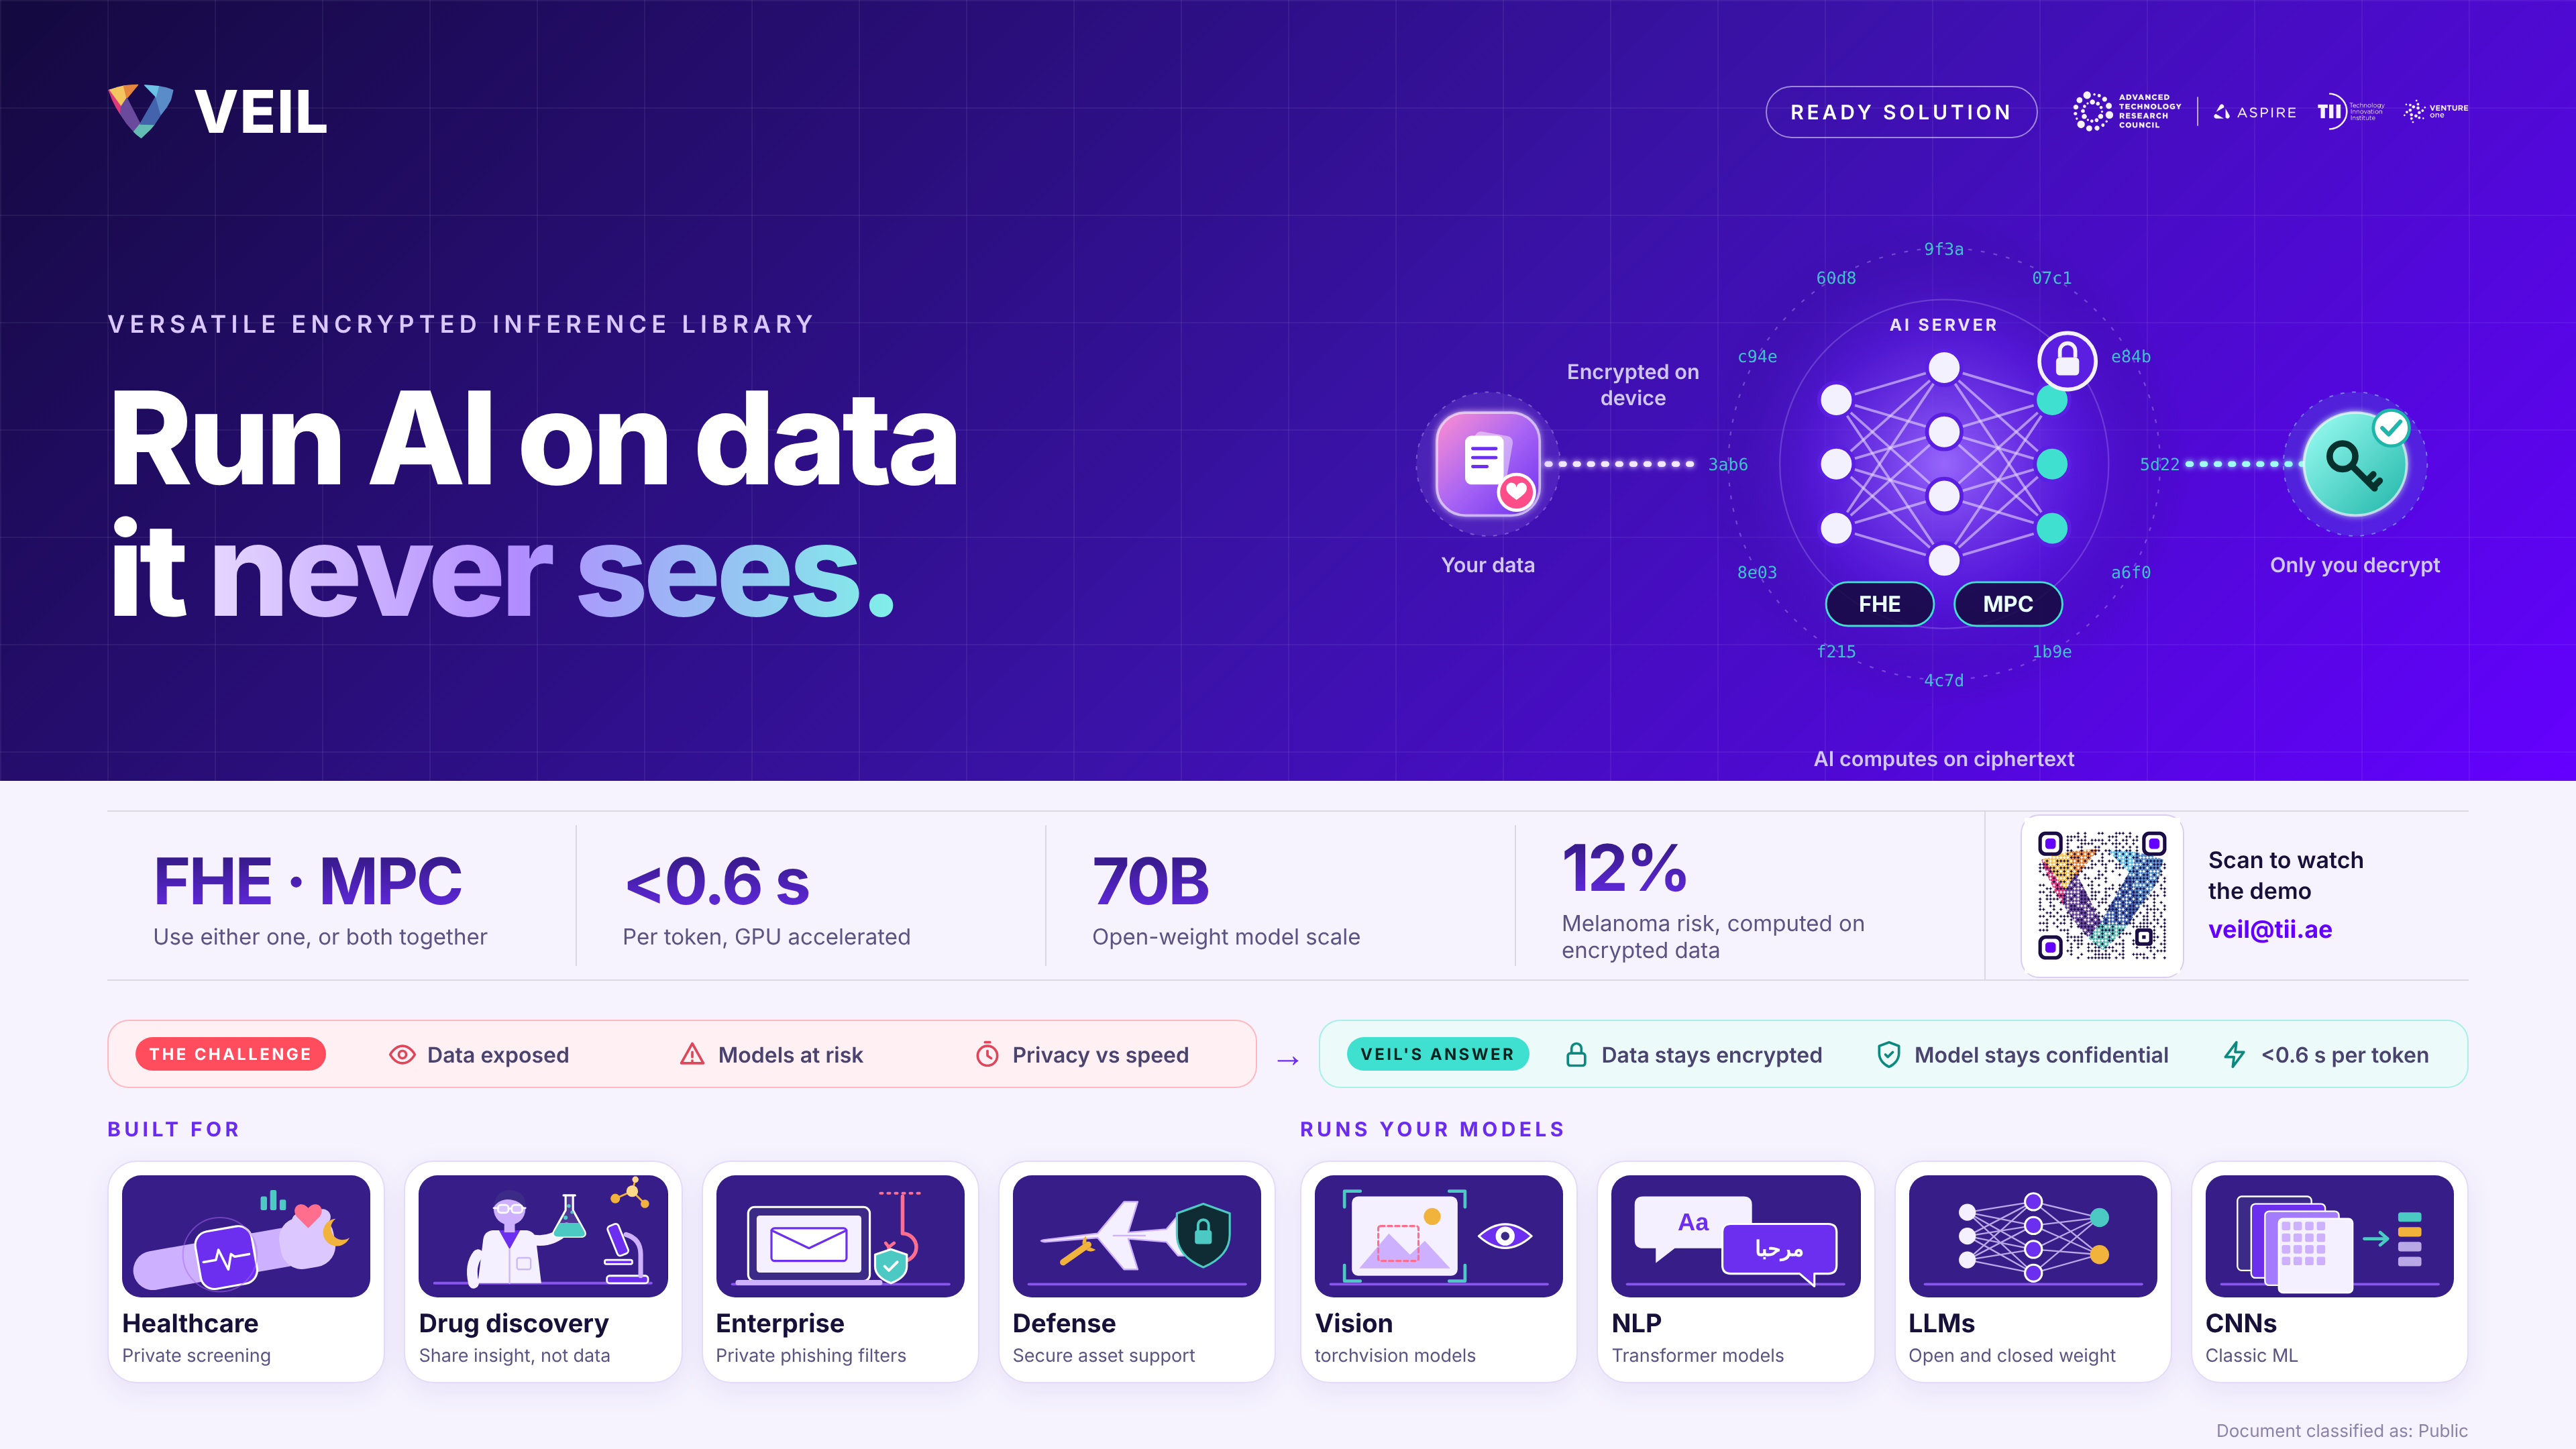 VEIL
READY SOLUTION
ADVANCED
TECHNOLOGY
RESEARCH
COUNCIL
ASPIRE
TII
Technology
Innovation
Institute
VENTURE
one
VERSATILE ENCRYPTED INFERENCE LIBRARY
Run AI on data
it never sees.
9f3a
60d8
07c1
AI SERVER
c94e
e84b
Encrypted on
device
3ab6
5d22
Your data
Only you decrypt
8e03
a6f0
FHE
MPC
f215
1b9e
4c7d
AI computes on ciphertext
FHE · MPC
Use either one, or both together
<0.6 s
Per token, GPU accelerated
70B
Open-weight model scale
12%
Melanoma risk, computed on
encrypted data
Scan to watch
the demo
veil@tii.ae
THE CHALLENGE
Data exposed
Models at risk
Privacy vs speed
→
VEIL'S ANSWER
Data stays encrypted
Model stays confidential
<0.6 s per token
BUILT FOR
Healthcare
Private screening
Drug discovery
Share insight, not data
Enterprise
Private phishing filters
Defense
Secure asset support
RUNS YOUR MODELS
Vision
torchvision models
Aa
مرحبا
NLP
Transformer models
LLMs
Open and closed weight
CNNs
Classic ML
Document classified as: Public